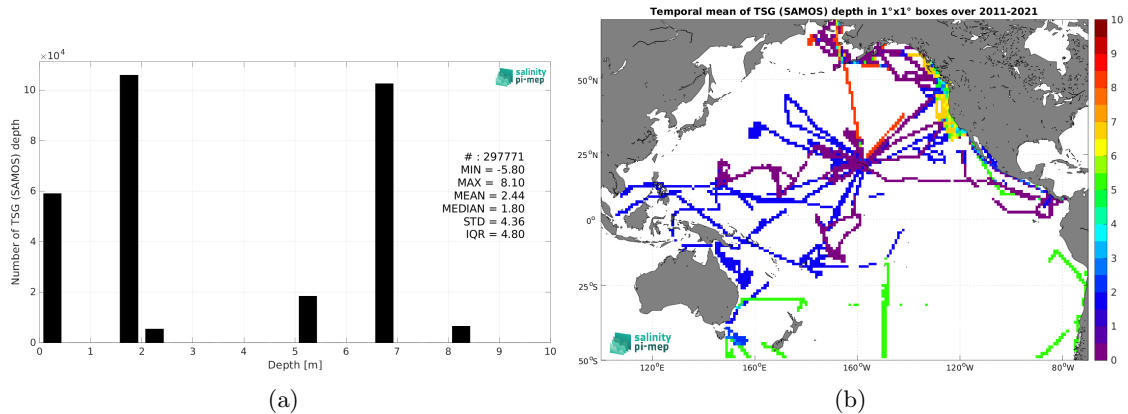 ×10⁴
10
8
6
4
2
0
Number of TSG (SAMOS) depth
salinity
pi-mep
# : 297771
MIN = -5.80
MAX = 8.10
MEAN = 2.44
MEDIAN = 1.80
STD = 4.36
IQR = 4.80
0 1 2 3 4 5 6 7 8 9 10
Depth [m]
(a)
Temporal mean of TSG (SAMOS) depth in 1°x1° boxes over 2011-2021
50°N
25°N
0°
25°S
50°S
120°E 160°E 160°W 120°W 80°W
salinity
pi-mep
10
9
8
7
6
5
4
3
2
1
0
(b)